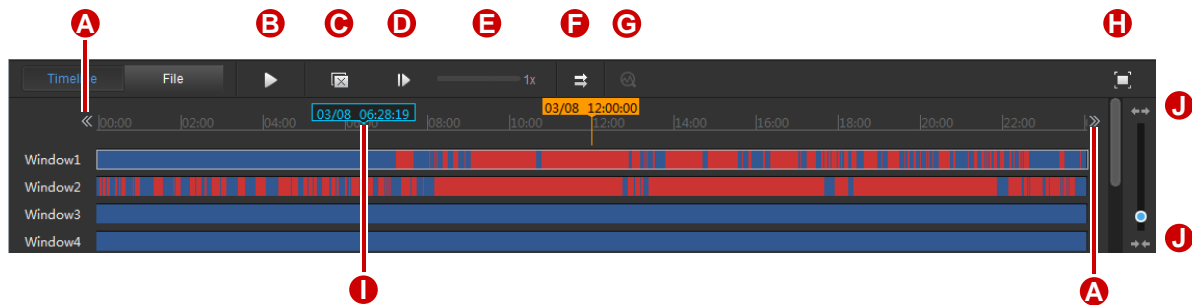 A B C D E F G H
Timeline File 1x
03/08 06:28:19 03/08 12:00:00 J
00:00 02:00 04:00 06:00 08:00 10:00 12:00 14:00 16:00 18:00 20:00 22:00
Window1
Window2
Window3
Window4 J
I A